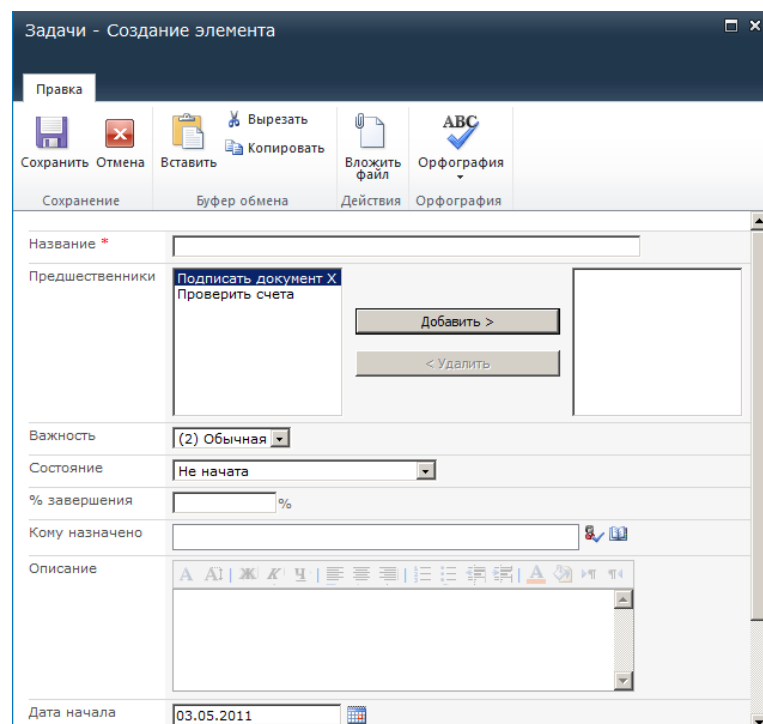 Задачи - Создание элемента
Правка
Сохранить Отмена
Вставить
Вырезать
Копировать
Вложить
файл
ABC
Орфография
Сохранение
Буфер обмена
Действия
Орфография
Название *
Предшественники
Подписать документ X
Проверить счета
Добавить >
< Удалить
Важность
(2) Обычная
Состояние
Не начата
% завершения
%
Кому назначено
Описание
A A Ж К Ч A
Дата начала
03.05.2011